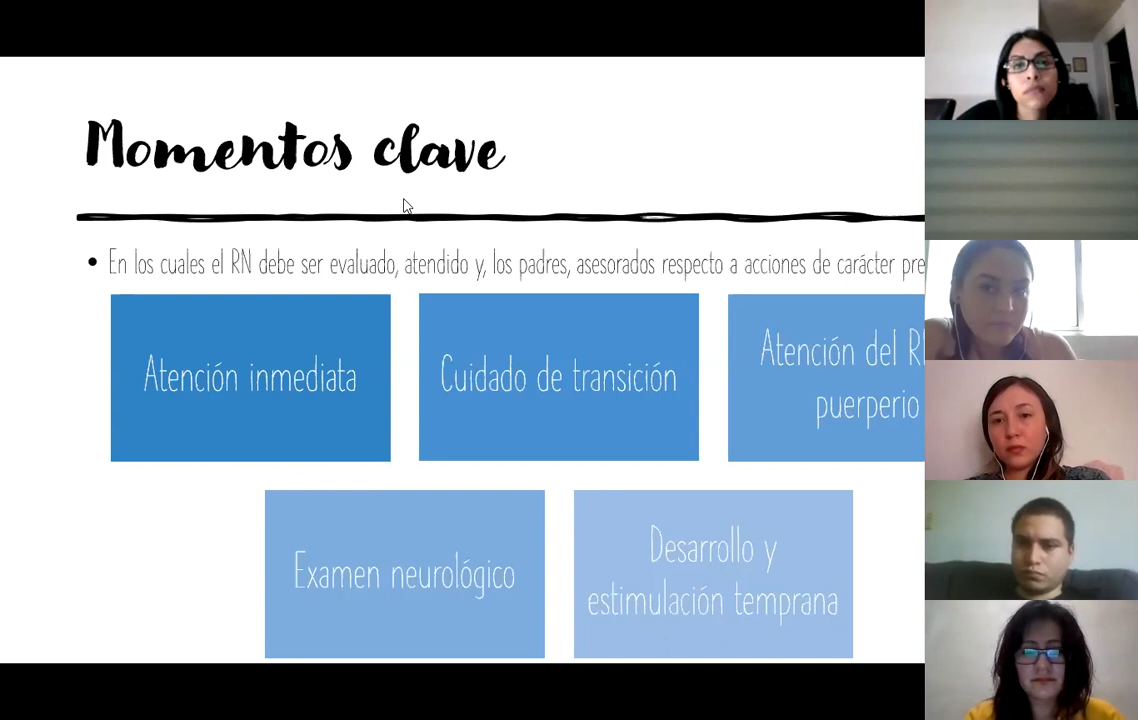 Momentos clave
• En los cuales el RN debe ser evaluado, atendido y, los padres, asesorados respecto a acciones de carácter pre
Atención inmediata
Cuidado de transición
Atención del
puerperio
Examen neurológico
Desarrollo y
estimulación temprana